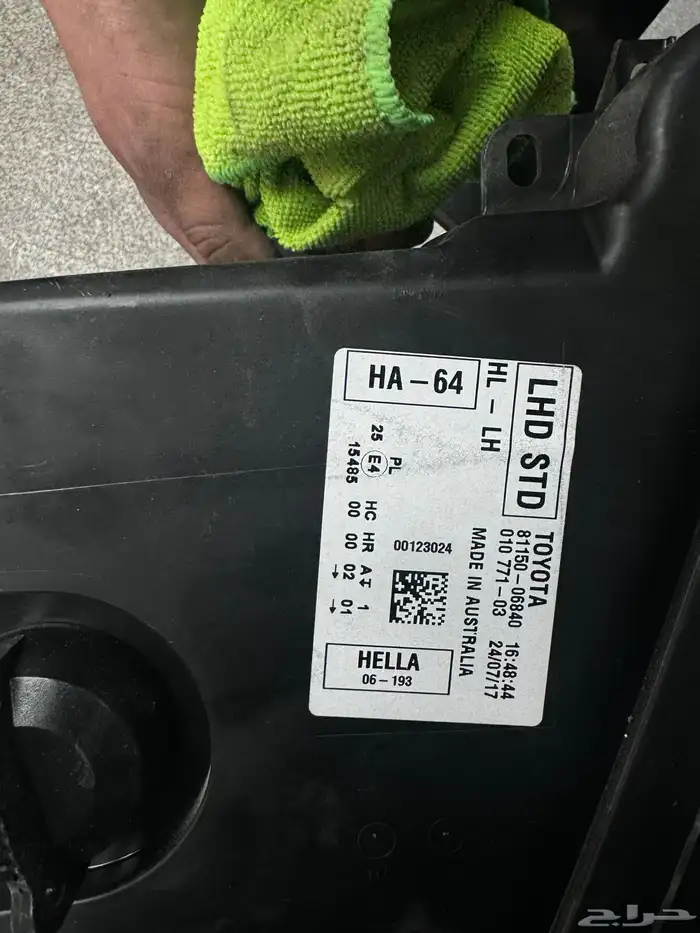 LHD STD
HL - LH
HA - 64
TOYOTA
81150-06840 16:48:44
010 771-03 24/07/17
MADE IN AUSTRALIA
PL HC HR A 1
25 E4
15485 00 00 02 01
→ →
00123024
HELLA
06 - 193
حراج